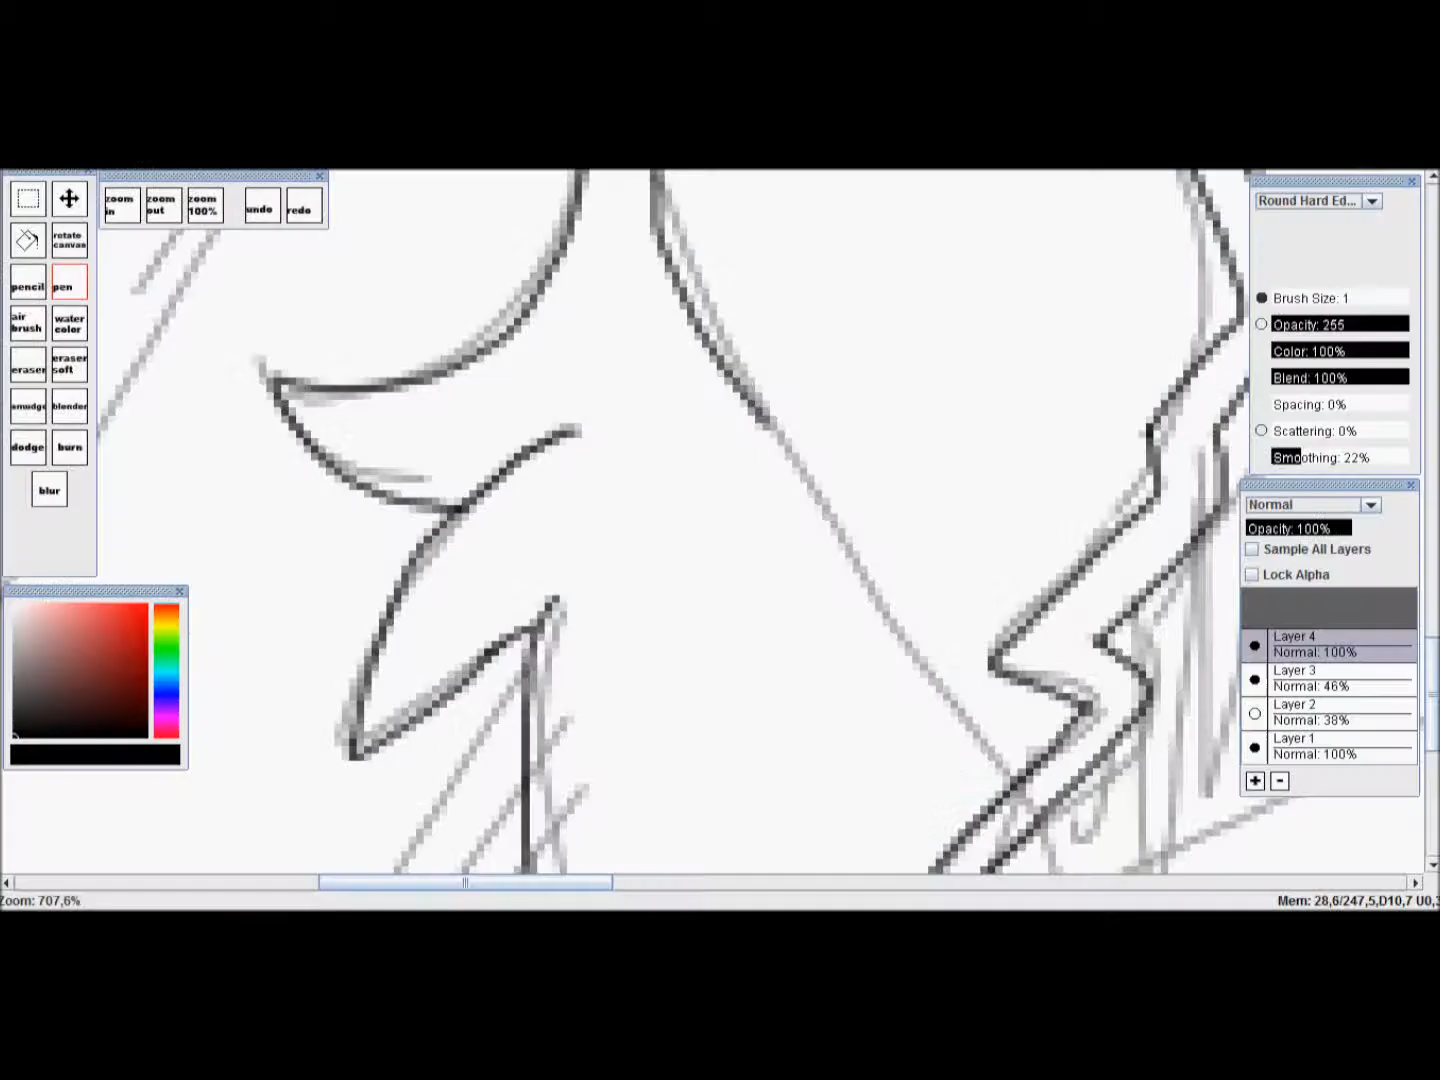 zoom in
zoom out
zoom 100%
undo
redo
rotate canvas
pencil
pen
air brush
water color
eraser
eraser soft
smudge
blender
dodge
burn
blur
Round Hard Ed...
Brush Size: 1
Opacity: 255
Color: 100%
Blend: 100%
Spacing: 0%
Scattering: 0%
Smoothing: 22%
Normal
Opacity: 100%
Sample All Layers
Lock Alpha
Layer 4
Normal: 100%
Layer 3
Normal: 46%
Layer 2
Normal: 38%
Layer 1
Normal: 100%
+ -
Zoom: 707,6%
Mem: 28,6/247,5,D10,7 U0,